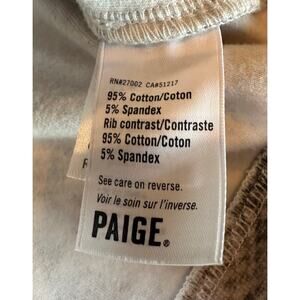 RN#27002 CA#51217
95% Cotton/Coton
5% Spandex
Rib contrast/Contraste
95% Cotton/Coton
5% Spandex
See care on reverse.
Voir le soin sur l'inverse.
PAIGE®